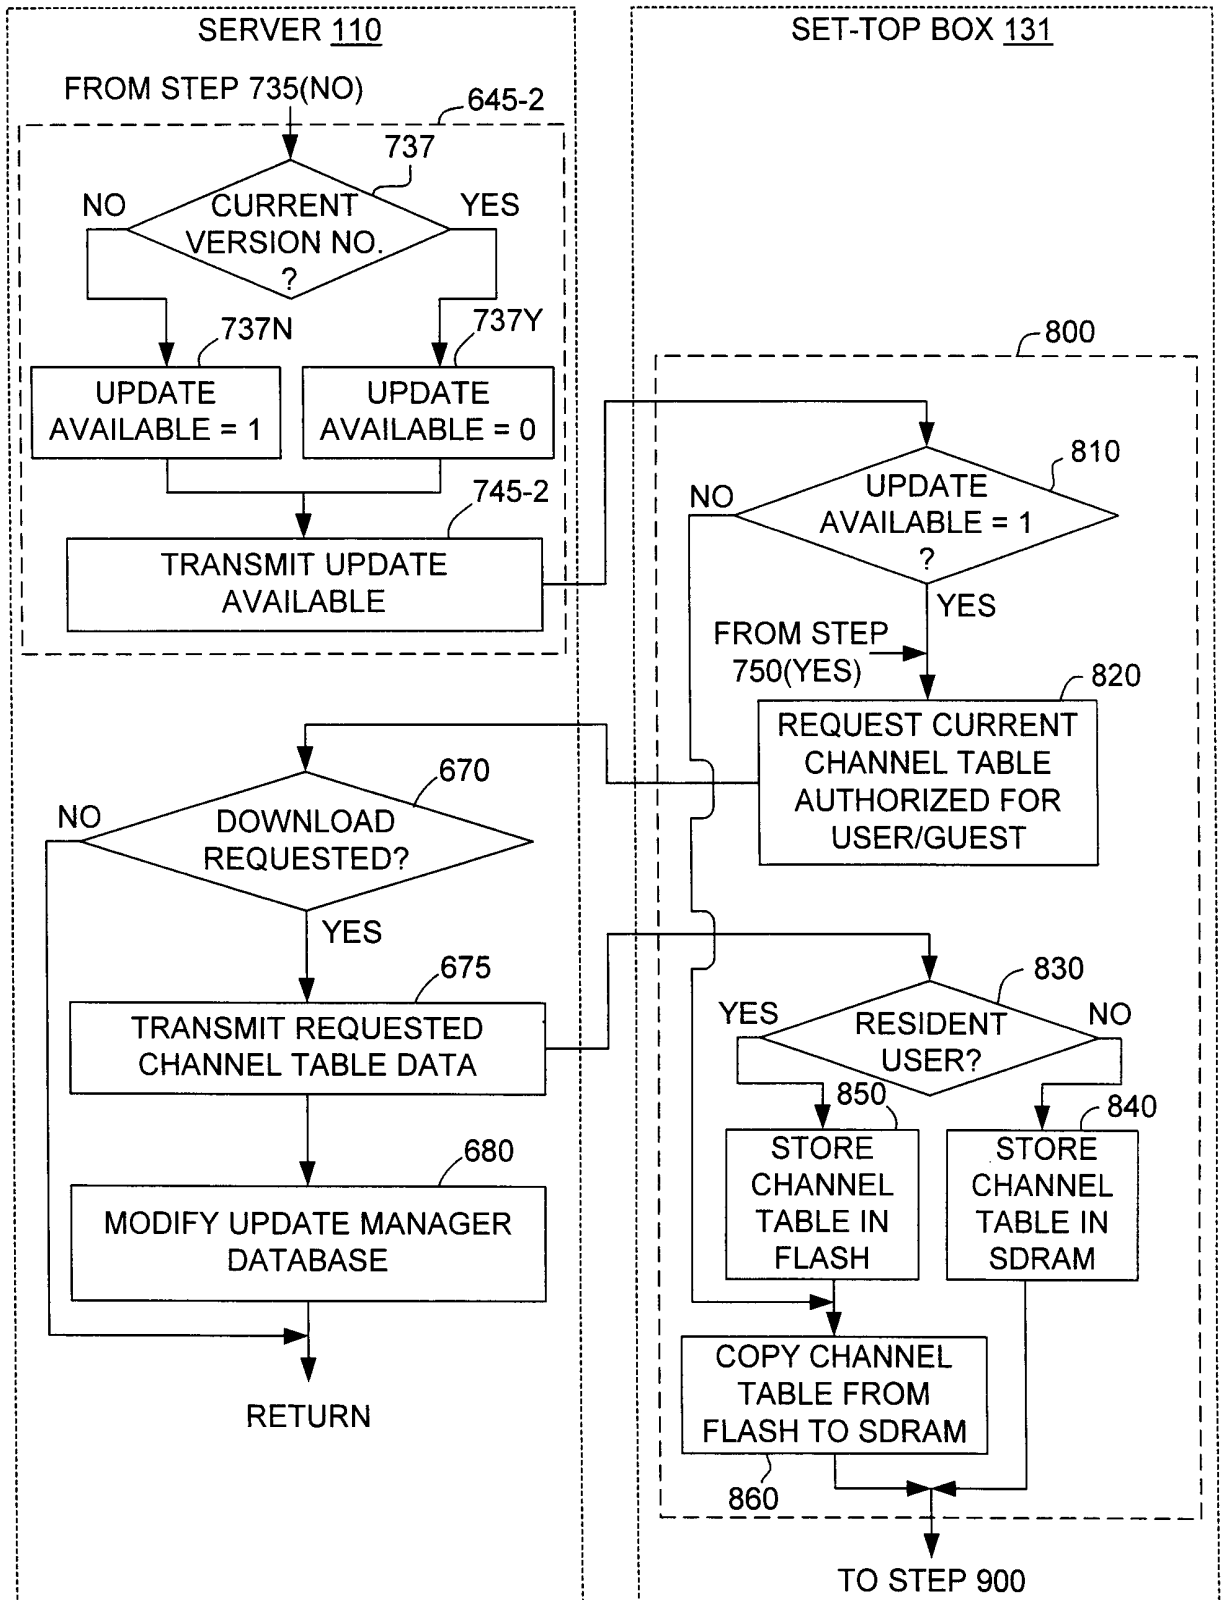 SERVER 110
FROM STEP 735(NO)
645-2
737
NO
YES
CURRENT
VERSION NO.
?
737N
737Y
UPDATE
AVAILABLE = 1
UPDATE
AVAILABLE = 0
745-2
TRANSMIT UPDATE
AVAILABLE
670
NO
DOWNLOAD
REQUESTED?
YES
675
TRANSMIT REQUESTED
CHANNEL TABLE DATA
680
MODIFY UPDATE MANAGER
DATABASE
RETURN
SET-TOP BOX 131
800
810
NO
UPDATE
AVAILABLE = 1
?
YES
FROM STEP
750(YES)
820
REQUEST CURRENT
CHANNEL TABLE
AUTHORIZED FOR
USER/GUEST
830
YES
NO
RESIDENT
USER?
850
840
STORE
CHANNEL
TABLE IN
FLASH
STORE
CHANNEL
TABLE IN
SDRAM
COPY CHANNEL
TABLE FROM
FLASH TO SDRAM
860
TO STEP 900